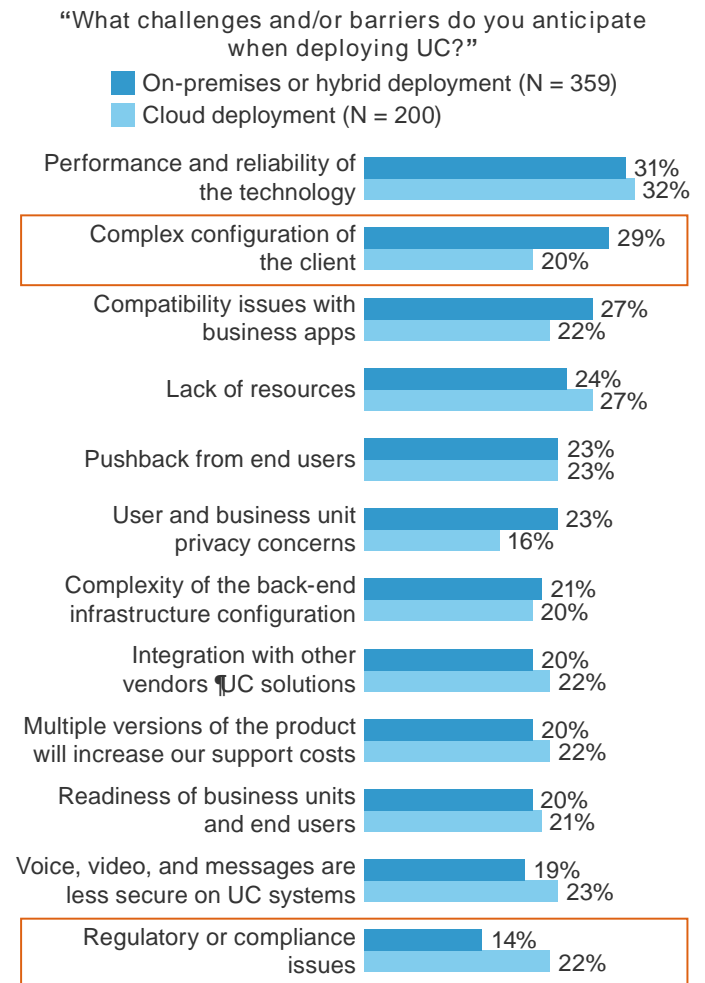 “What challenges and/or barriers do you anticipate
when deploying UC?”
On-premises or hybrid deployment (N = 359)
Cloud deployment (N = 200)
Performance and reliability of
the technology
31%
32%
Complex configuration of
the client
29%
20%
Compatibility issues with
business apps
27%
22%
Lack of resources
24%
27%
Pushback from end users
23%
23%
User and business unit
privacy concerns
23%
16%
Complexity of the back-end
infrastructure configuration
21%
20%
Integration with other
vendors ¶UC solutions
20%
22%
Multiple versions of the product
will increase our support costs
20%
22%
Readiness of business units
and end users
20%
21%
Voice, video, and messages are
less secure on UC systems
19%
23%
Regulatory or compliance
issues
14%
22%